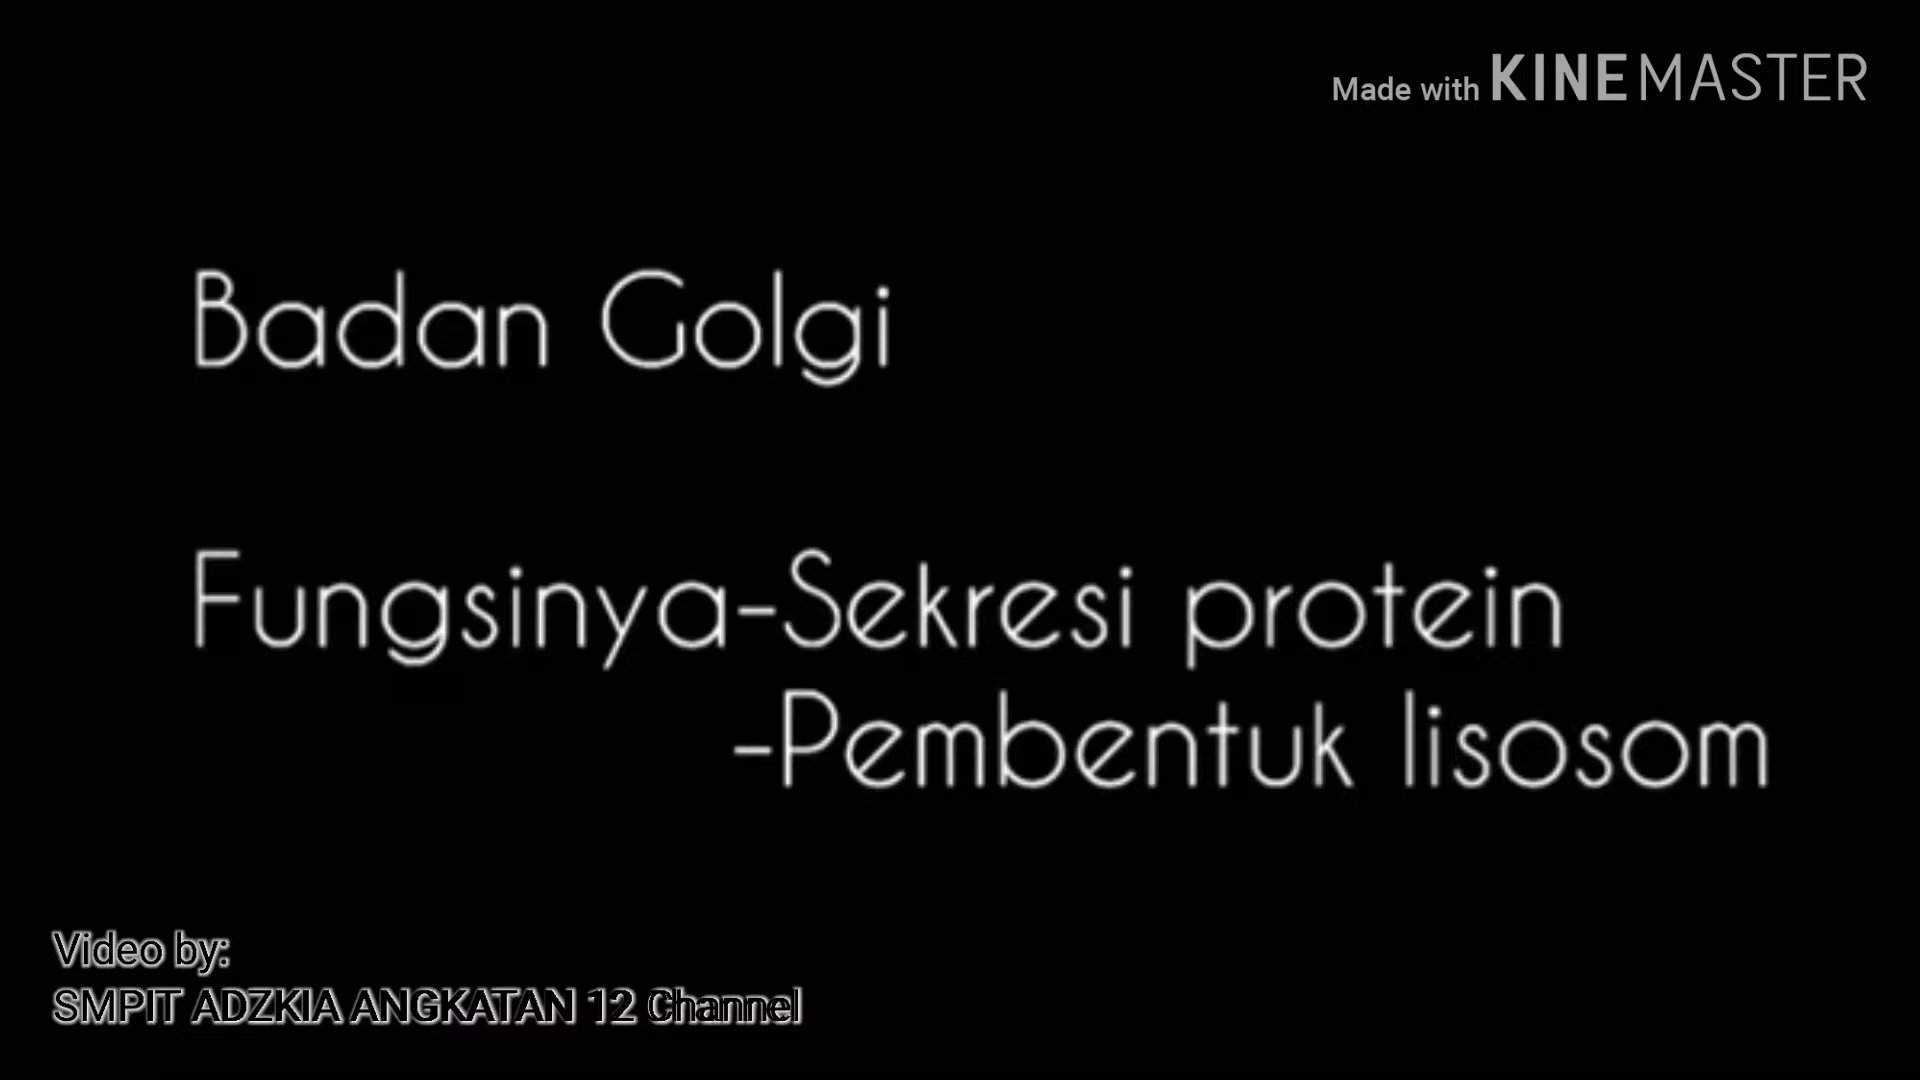 Made with KINEMASTER
Badan Golgi
Fungsinya-Sekresi protein
-Pembentuk lisosom
Video by:
SMPIT ADZKIA ANGKATAN 12 Channel